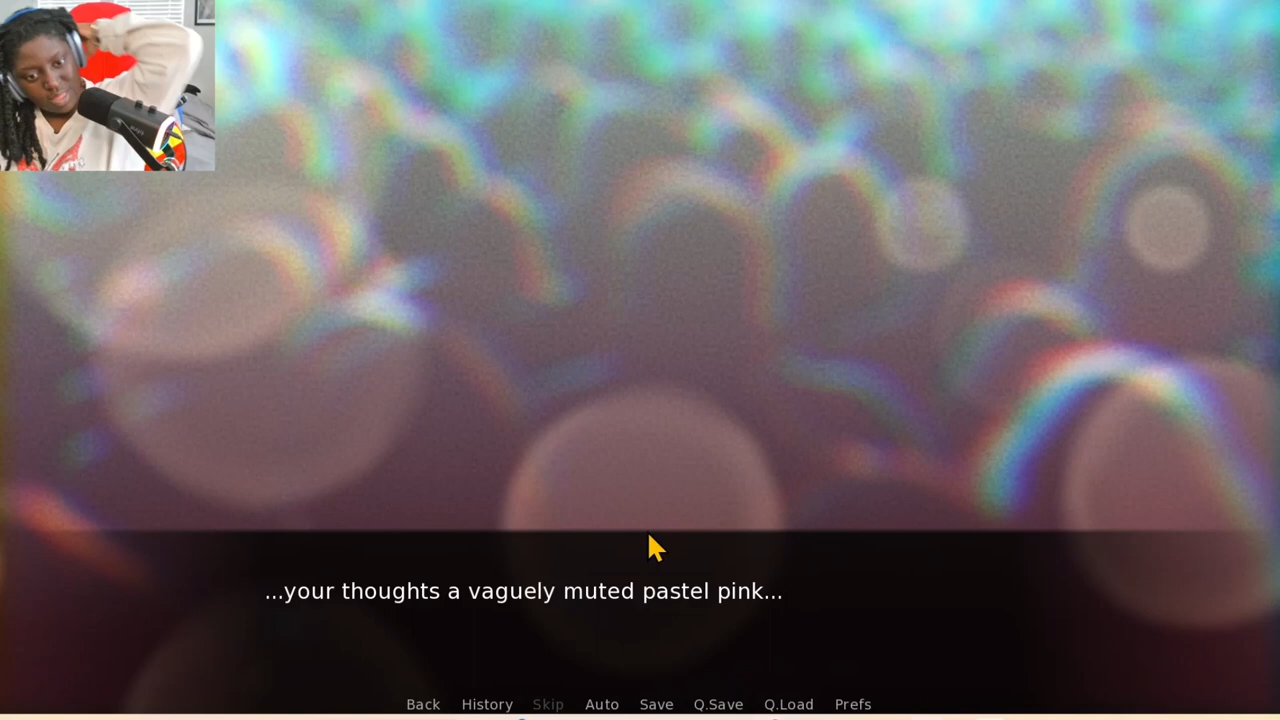 ...your thoughts a vaguely muted pastel pink...
Back History Skip Auto Save Q.Save Q.Load Prefs